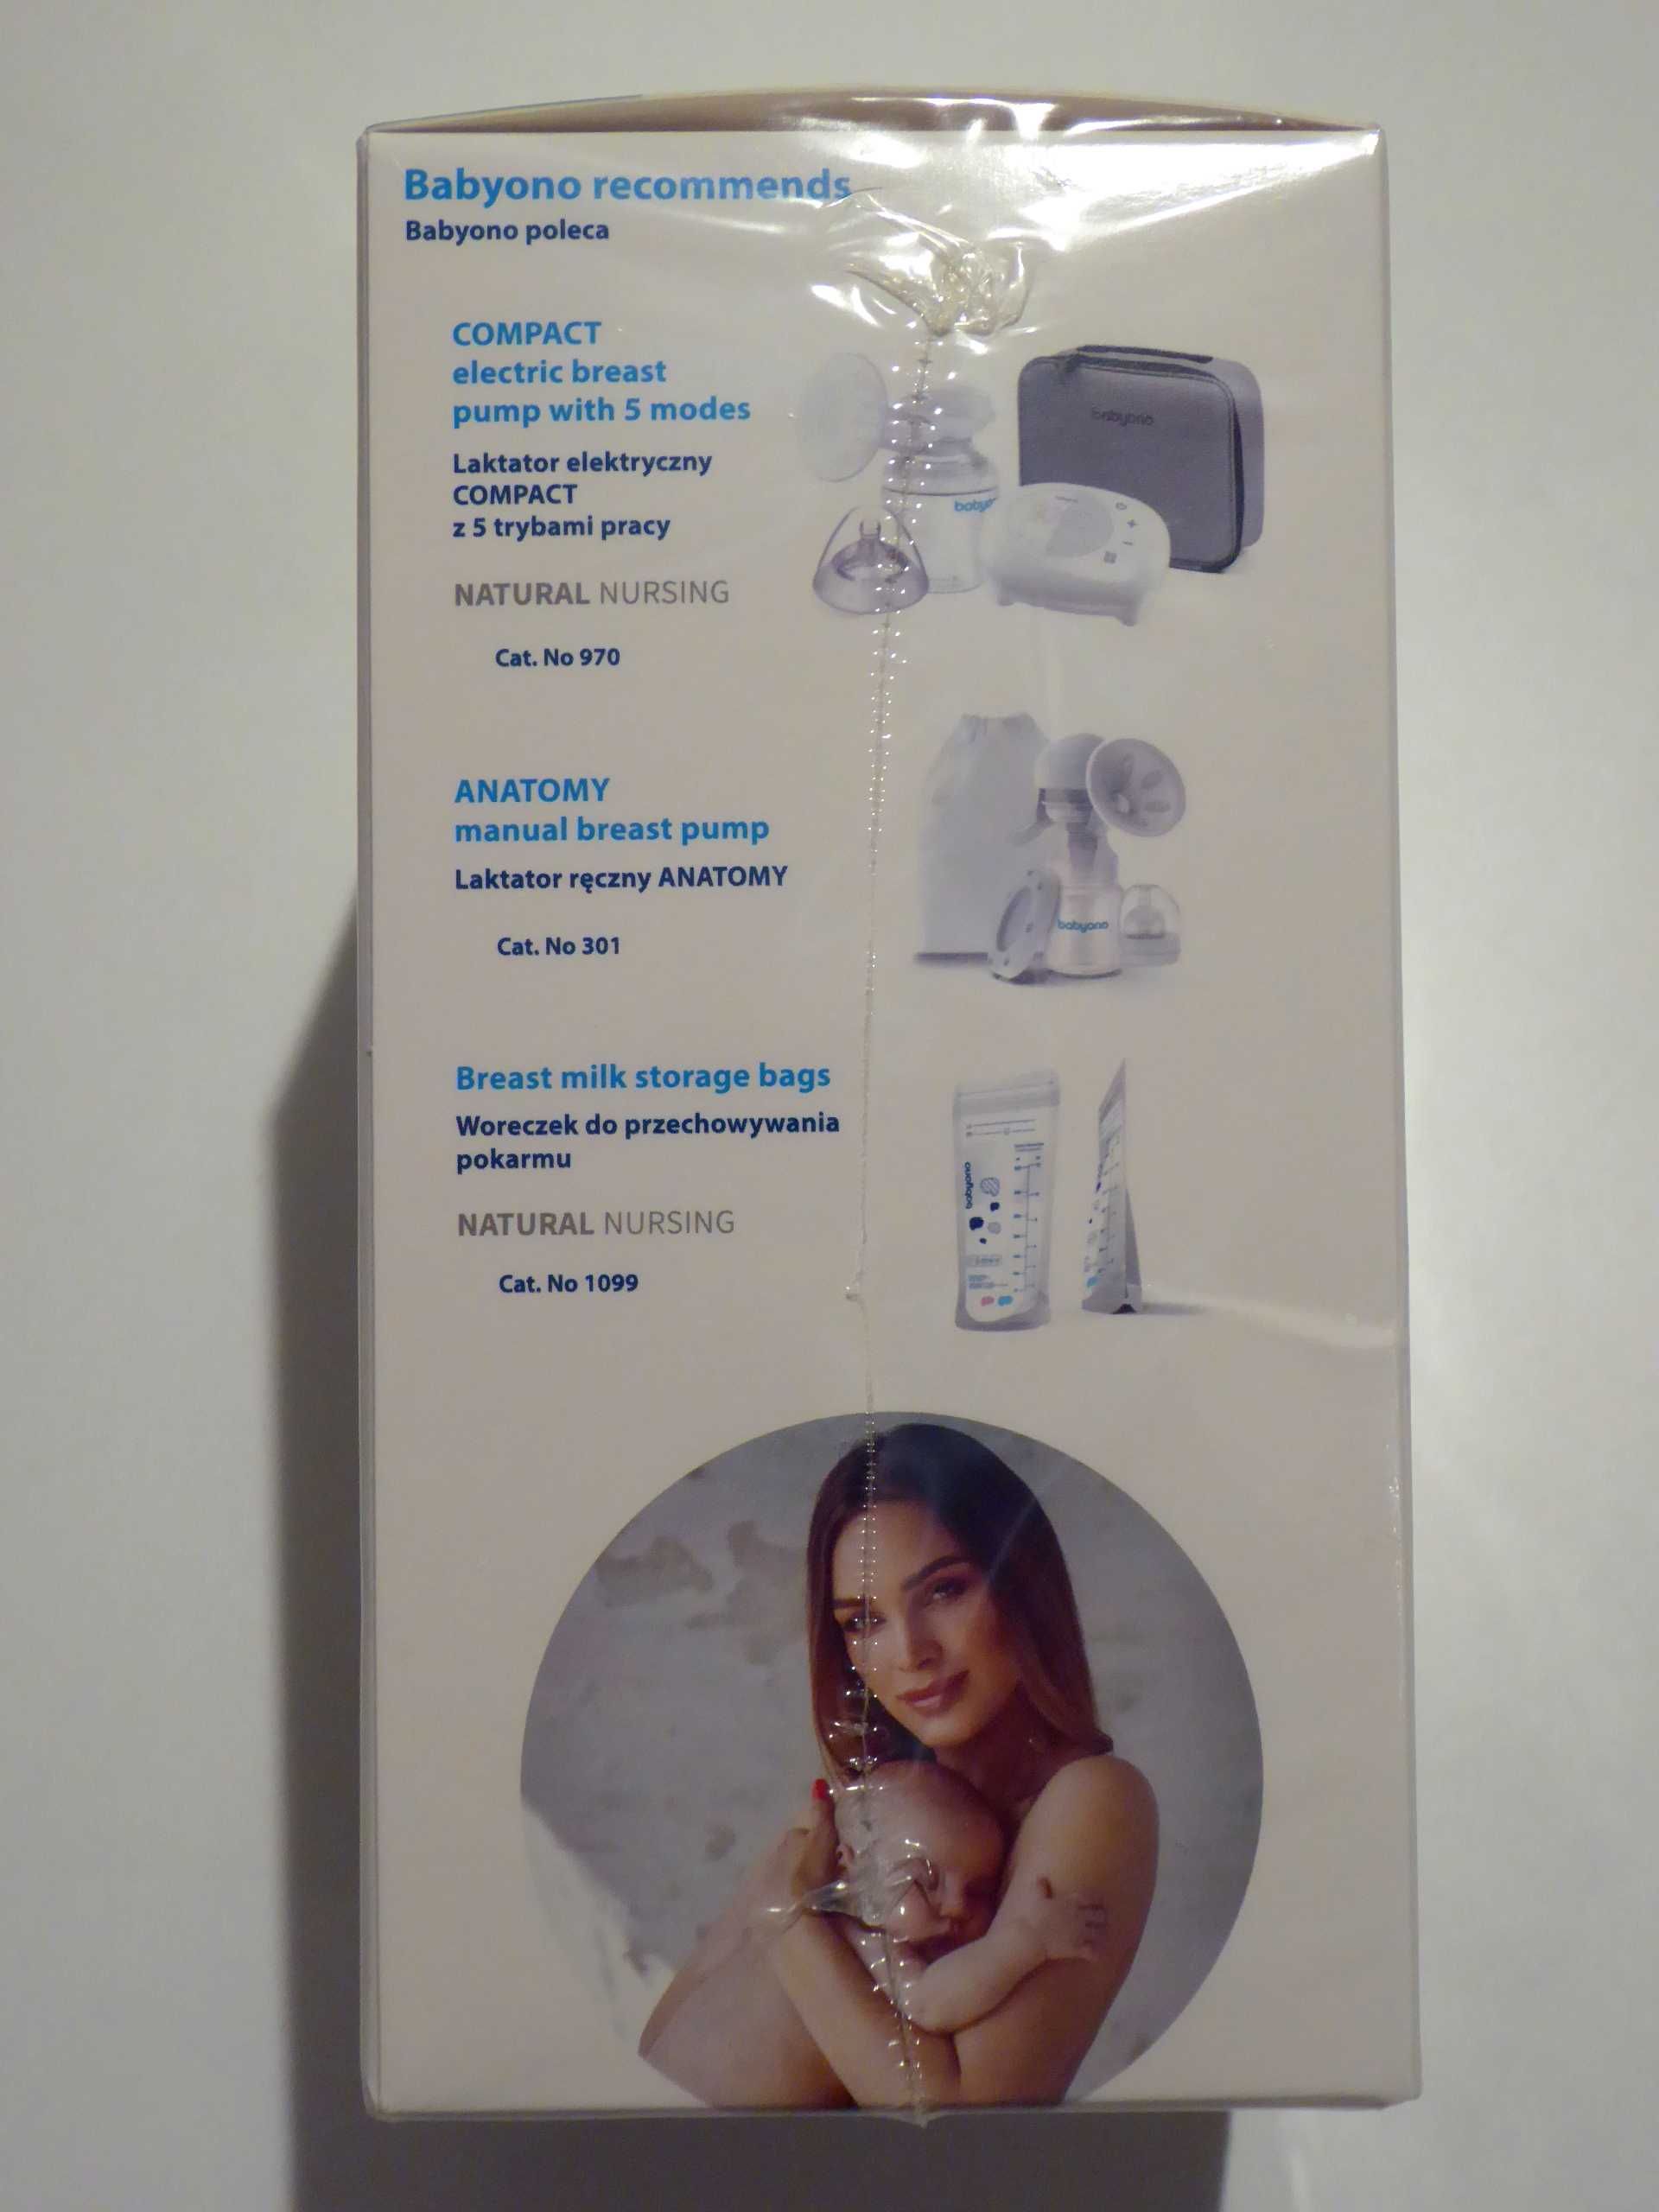 Babyono recommends
Babyono poleca
COMPACT
electric breast
pump with 5 modes
Laktator elektryczny
COMPACT
z 5 trybami pracy
NATURAL NURSING
Cat. No 970
babyono
ANATOMY
manual breast pump
Laktator ręczny ANATOMY
Cat. No 301
babyono
Breast milk storage bags
Woreczek do przechowywania
pokarmu
NATURAL NURSING
Cat. No 1099
babyono